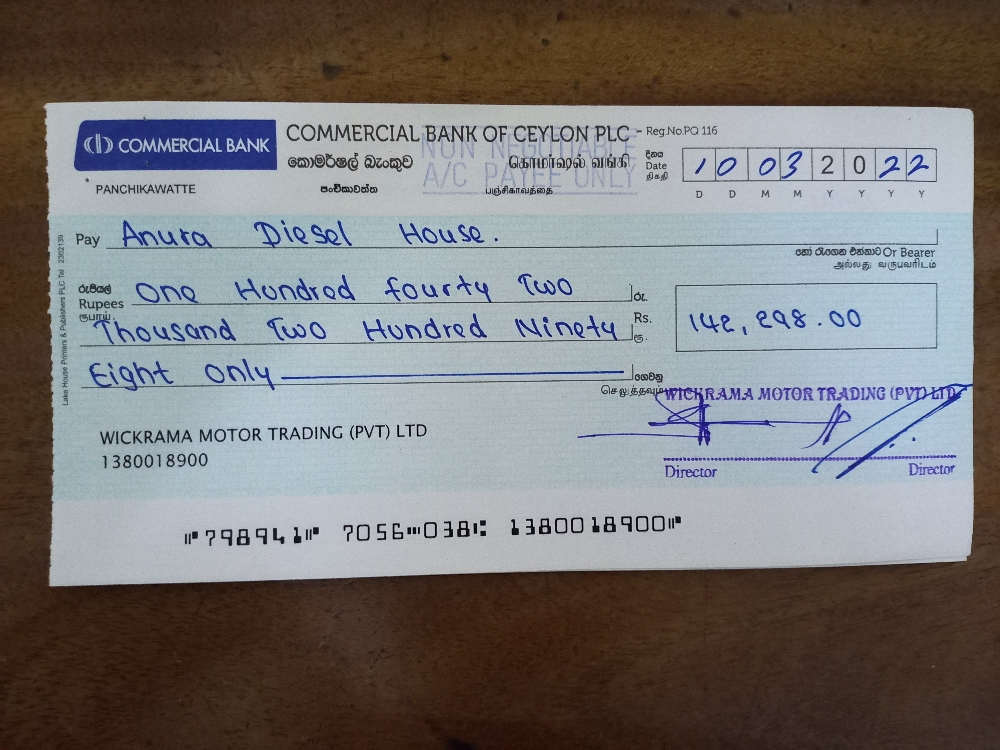 COMMERCIAL BANK
COMMERCIAL BANK OF CEYLON PLC - Reg.No.PQ 116
කොමර්ෂල් බැංකුව கொமர்ஷல் வங்கி
NON NEGOTIABLE
A/C PAYEE ONLY
PANCHIKAWATTE පංචිකාවත්ත பஞ்சிகாவத்தை
දිනය
Date 10 03 2022
திகதி
D D M M Y Y Y Y
Pay Anura Diesel House.
හෝ රැගෙන එන්නාට Or Bearer
அல்லது வருபவரிடம்
රුපියල්
Rupees One Hundred fourty Two
ரூபாய் Thousand Two Hundred Ninety
Eight Only
රු.
Rs. 142,298.00
ரூ.
ගෙවනු
செலுத்தவும்
WICKRAMA MOTOR TRADING (PVT) LTD
Director Director
WICKRAMA MOTOR TRADING (PVT) LTD
1380018900
Lake House Printers & Publishers PLC Tel 2302139
⑈798941⑈ 7056⑉038⑆ 1380018900⑈